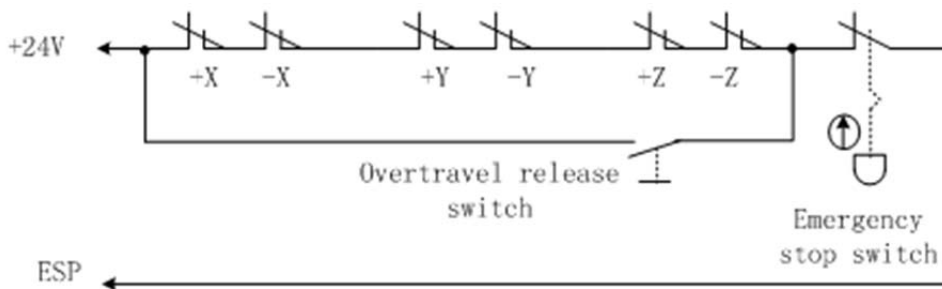 +24V
+X -X +Y -Y +Z -Z
Overtravel release
switch
Emergency
stop switch
ESP